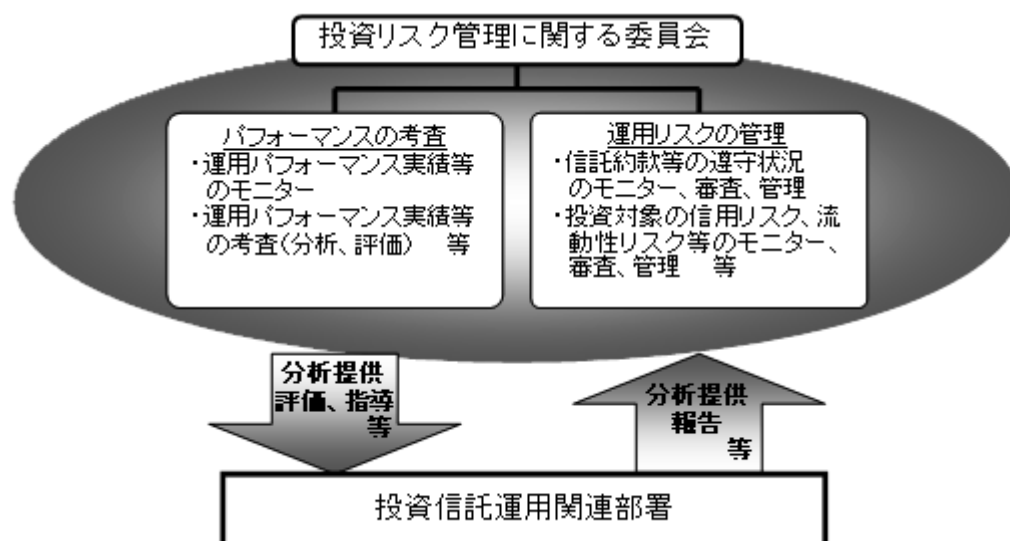 投資リスク管理に関する委員会
パフォーマンスの考査
・運用パフォーマンス実績等
のモニター
・運用パフォーマンス実績等
の考査(分析、評価) 等
運用リスクの管理
・信託約款等の遵守状況
のモニター、審査、管理
・投資対象の信用リスク、流
動性リスク等のモニター、
審査、管理 等
分析提供
評価、指導
等
分析提供
報告
等
投資信託運用関連部署